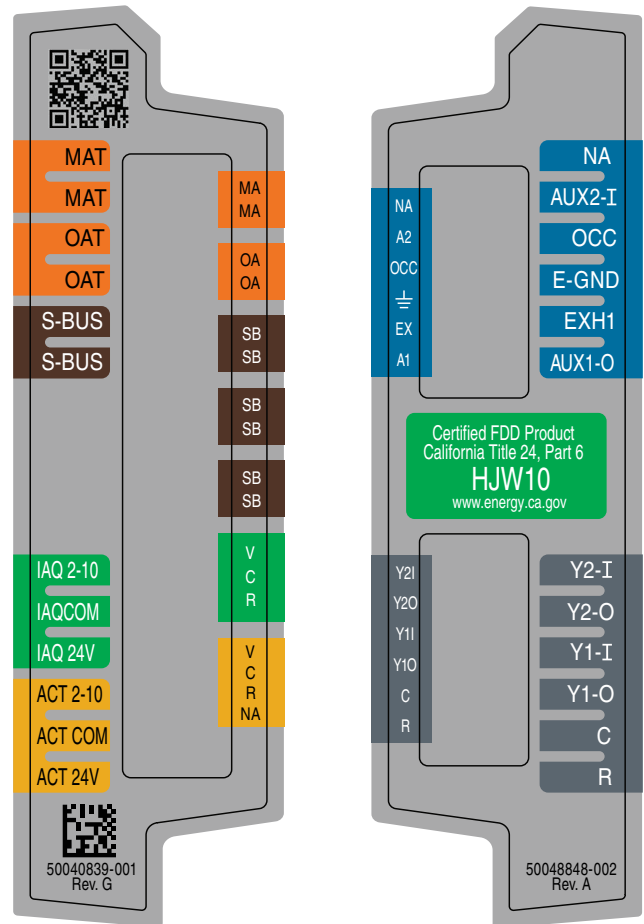 MAT
MAT
OAT
OAT
S-BUS
S-BUS
IAQ 2-10
IAQCOM
IAQ 24V
ACT 2-10
ACT COM
ACT 24V
50040839-001
Rev. G
MA
MA
OA
OA
SB
SB
SB
SB
SB
SB
V
C
R
V
C
R
NA
NA
A2
OCC
EX
A1
Y2I
Y2O
Y1I
Y1O
C
R
Certified FDD Product
California Title 24, Part 6
HJW10
www.energy.ca.gov
NA
AUX2-I
OCC
E-GND
EXH1
AUX1-O
Y2-I
Y2-O
Y1-I
Y1-O
C
R
50048848-002
Rev. A